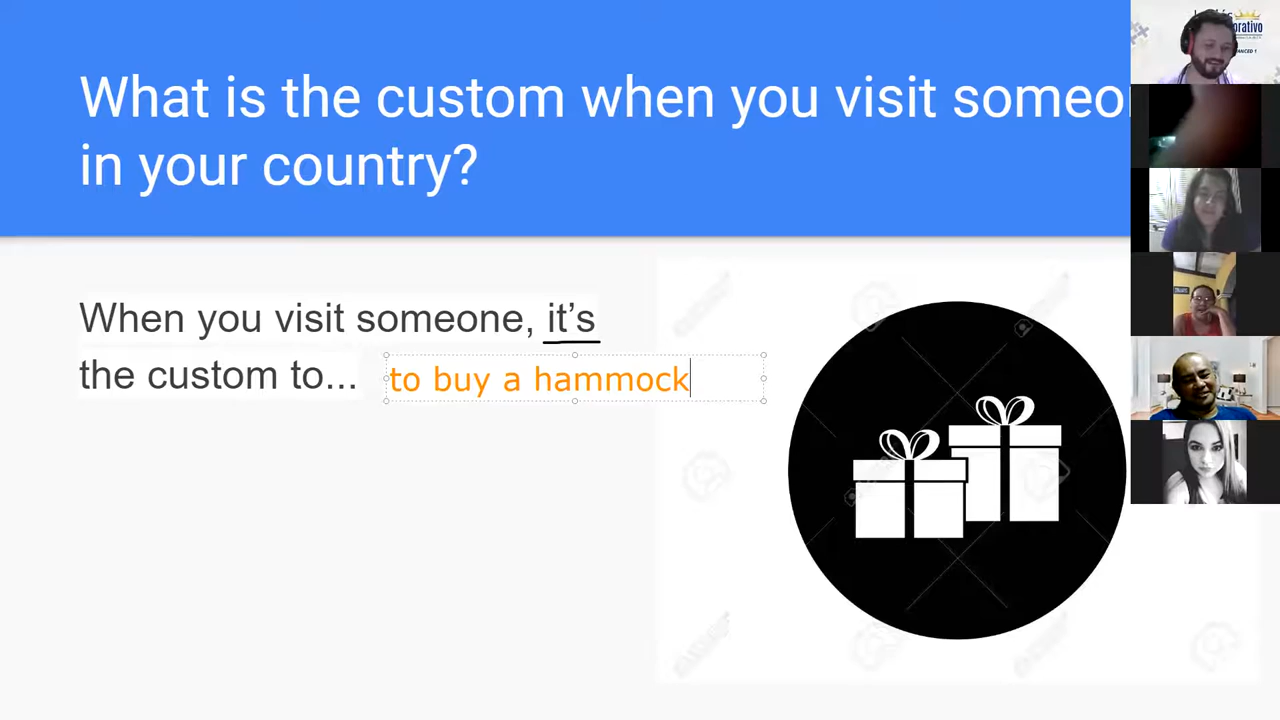 What is the custom when you visit someo
in your country?
When you visit someone, it’s
the custom to...
to buy a hammock
orativo